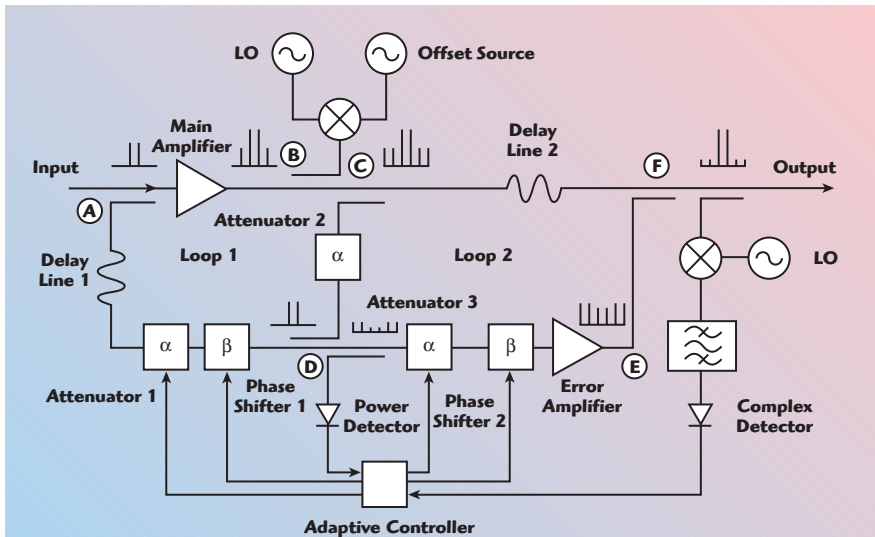 LO
Offset Source
Main
Amplifier
B
C
Delay
Line 2
F
Input
Output
A
Attenuator 2
α
Delay
Line 1
Loop 1
Loop 2
LO
Attenuator 3
α
β
α
β
D
E
Attenuator 1
Phase
Shifter 1
Power
Detector
Phase
Shifter 2
Error
Amplifier
Complex
Detector
Adaptive Controller